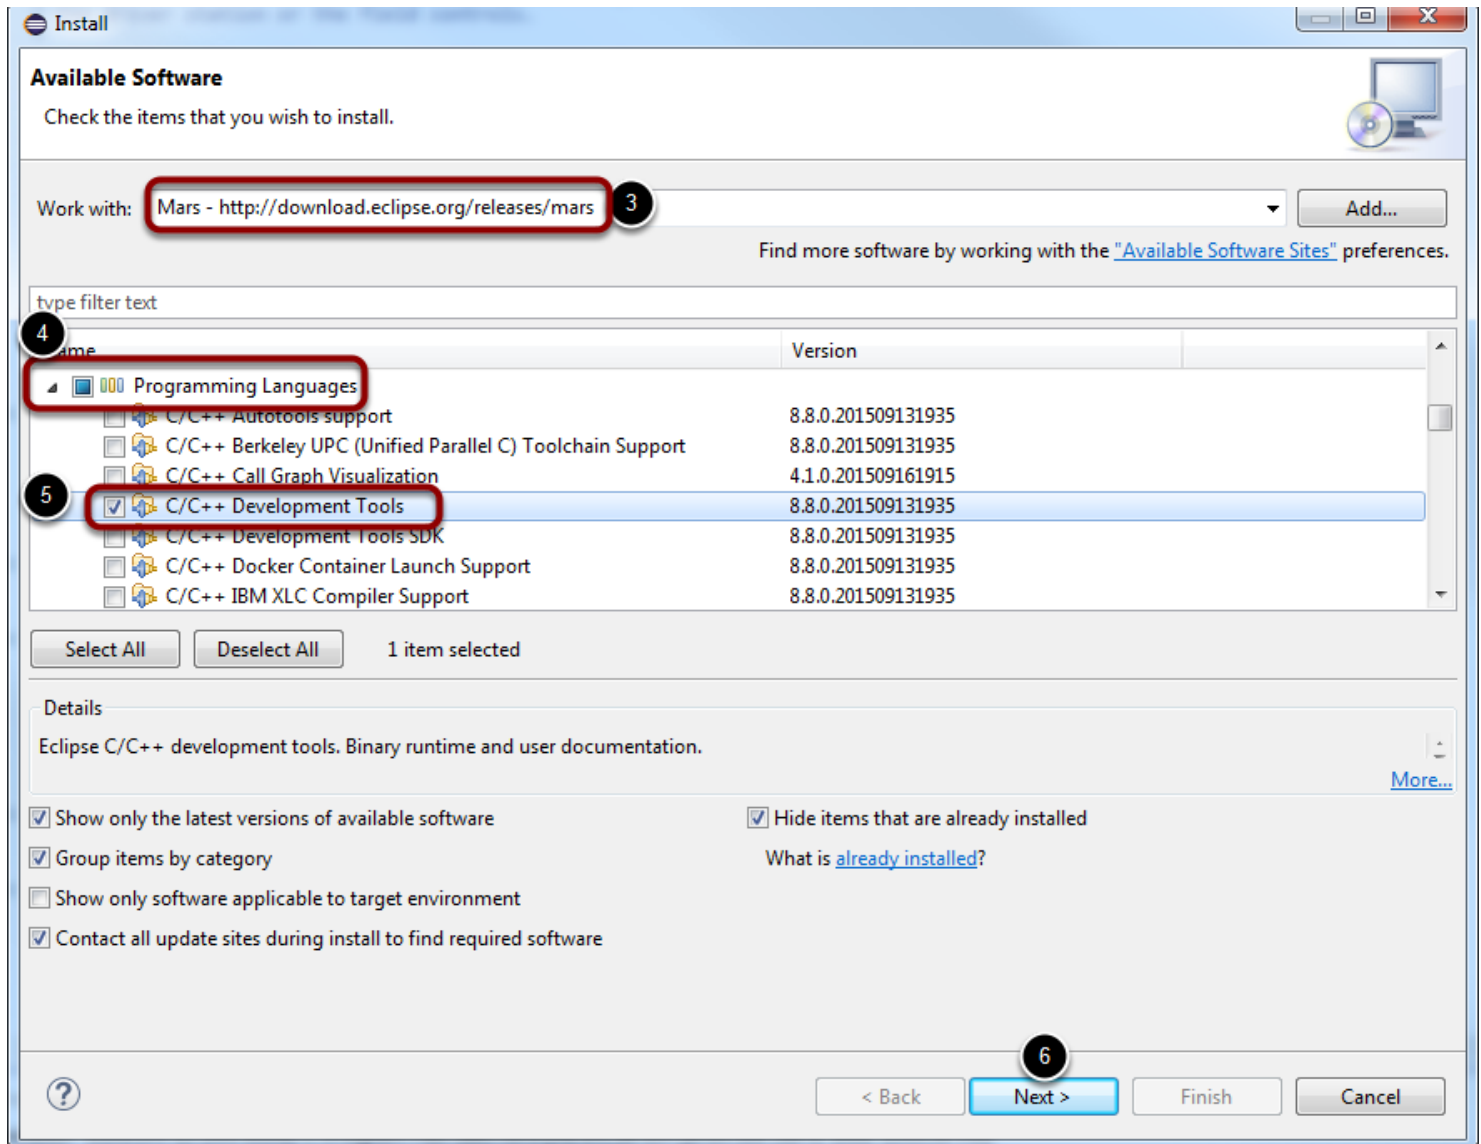 Install
Available Software
Check the items that you wish to install.
Work with: Mars - http://download.eclipse.org/releases/mars 3 Add...
Find more software by working with the "Available Software Sites" preferences.
type filter text
4
Version
Programming Languages
C/C++ Autotools support 8.8.0.201509131935
C/C++ Berkeley UPC (Unified Parallel C) Toolchain Support 8.8.0.201509131935
C/C++ Call Graph Visualization 4.1.0.201509161915
5 C/C++ Development Tools 8.8.0.201509131935
C/C++ Development Tools SDK 8.8.0.201509131935
C/C++ Docker Container Launch Support 8.8.0.201509131935
C/C++ IBM XLC Compiler Support 8.8.0.201509131935
Select All Deselect All 1 item selected
Details
Eclipse C/C++ development tools. Binary runtime and user documentation.
More...
Show only the latest versions of available software Hide items that are already installed
Group items by category What is already installed?
Show only software applicable to target environment
Contact all update sites during install to find required software
6
? < Back Next > Finish Cancel